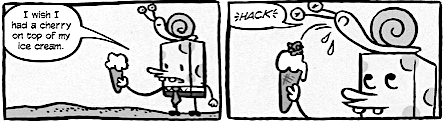 I wish I
had a cherry
on top of my
ice cream.
HACK